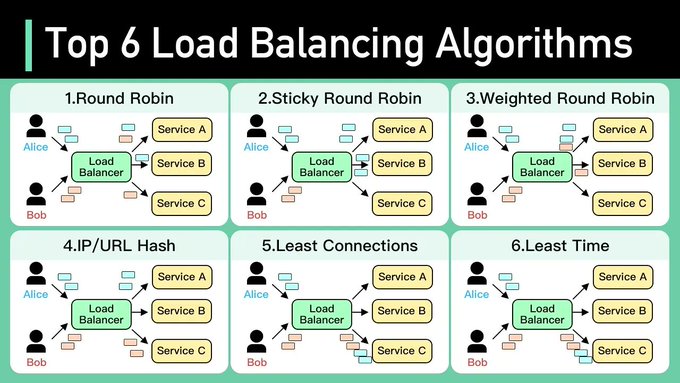 Top 6 Load Balancing Algorithms
1.Round Robin
Alice
Bob
Load
Balancer
Service A
Service B
Service C
2.Sticky Round Robin
Alice
Bob
Load
Balancer
Service A
Service B
Service C
3.Weighted Round Robin
Alice
Bob
Load
Balancer
Service A
Service B
Service C
4.IP/URL Hash
Alice
Bob
Load
Balancer
Service A
Service B
Service C
5.Least Connections
Alice
Bob
Load
Balancer
Service A
Service B
Service C
6.Least Time
Alice
Bob
Load
Balancer
Service A
Service B
Service C